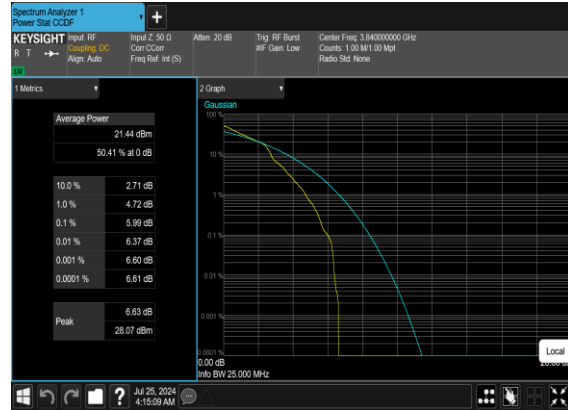 Spectrum Analyzer 1
Power Stat CCDF
KEYSIGHT
R T
LXI
Input: RF
Coupling: DC
Align: Auto
Input Z: 50 Ω
Corr CCorr
Freq Ref: Int (S)
Atten: 20 dB
Trig: RF Burst
#IF Gain: Low
Center Freq: 3.840000000 GHz
Counts: 1.00 M/1.00 Mpt
Radio Std: None
1 Metrics
Average Power
21.44 dBm
50.41 % at 0 dB
10.0 % 2.71 dB
1.0 % 4.72 dB
0.1 % 5.99 dB
0.01 % 6.37 dB
0.001 % 6.60 dB
0.0001 % 6.61 dB
Peak
6.63 dB
28.07 dBm
2 Graph
Gaussian
100 %
10 %
1 %
0.1 %
0.01 %
0.001 %
0.0001 %
0.00 dB
Info BW 25.000 MHz
Local
Jul 25, 2024
4:15:09 AM